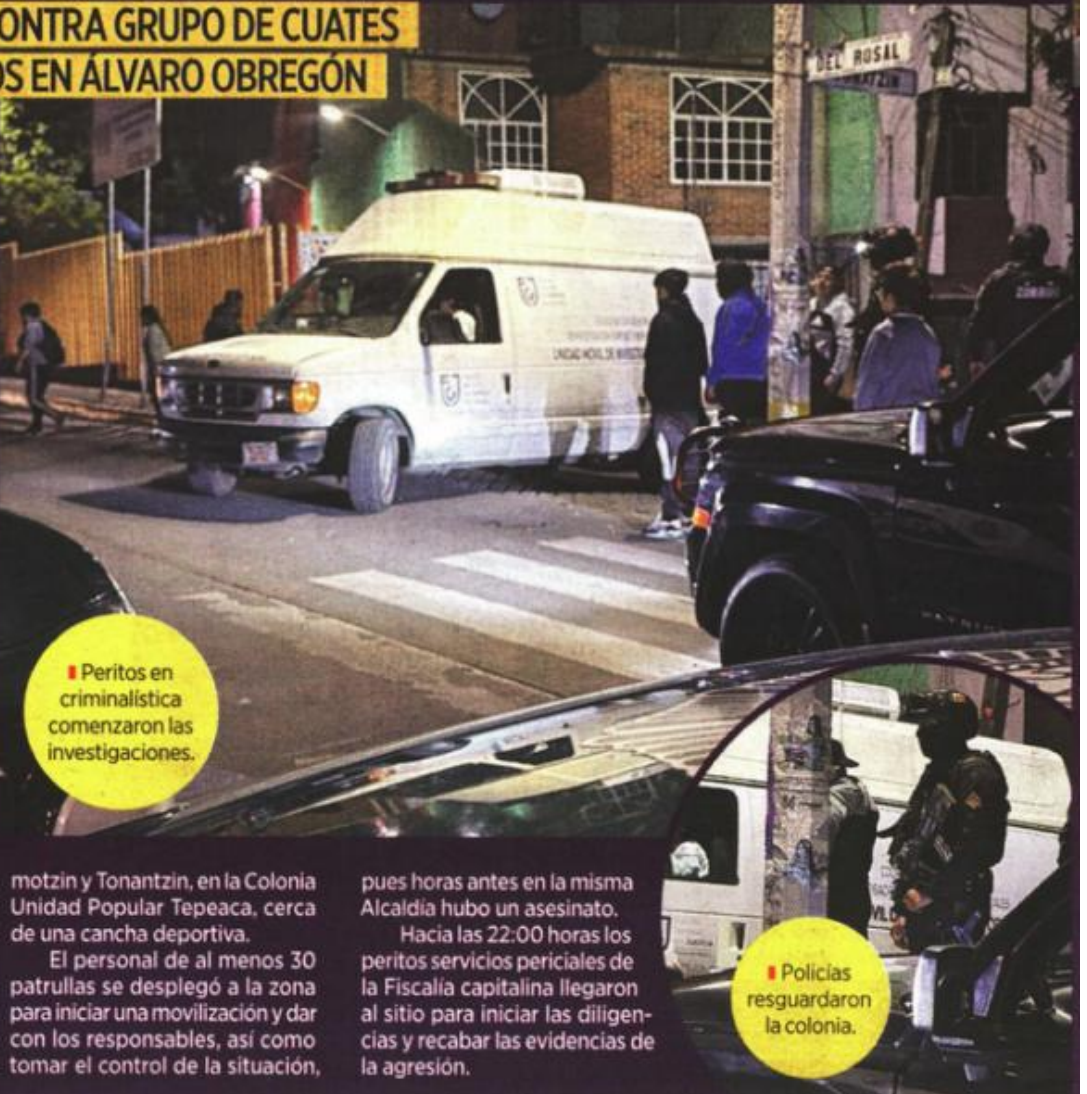 ONTRA GRUPO DE CUATES
OS EN ÁLVARO OBREGÓN
DEL ROSAL
UNIDAD MÓVIL DE
Peritos en
criminalística
comenzaron las
investigaciones.
motzin y Tonantzin, en la Colonia
Unidad Popular Tepeaca, cerca
de una cancha deportiva.
El personal de al menos 30
patrullas se desplegó a la zona
para iniciar una movilización y dar
con los responsables, así como
tomar el control de la situación,
pues horas antes en la misma
Alcaldía hubo un asesinato.
Hacia las 22:00 horas los
peritos servicios periciales de
la Fiscalía capitalina llegaron
al sitio para iniciar las diligen-
cias y recabar las evidencias de
la agresión.
Policías
resguardaron
la colonia.